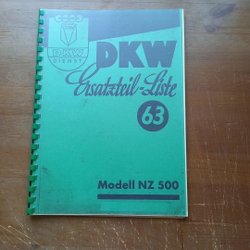 DKW
DIENST
DKW
Ersatzteil-Liste
63
Modell NZ 500